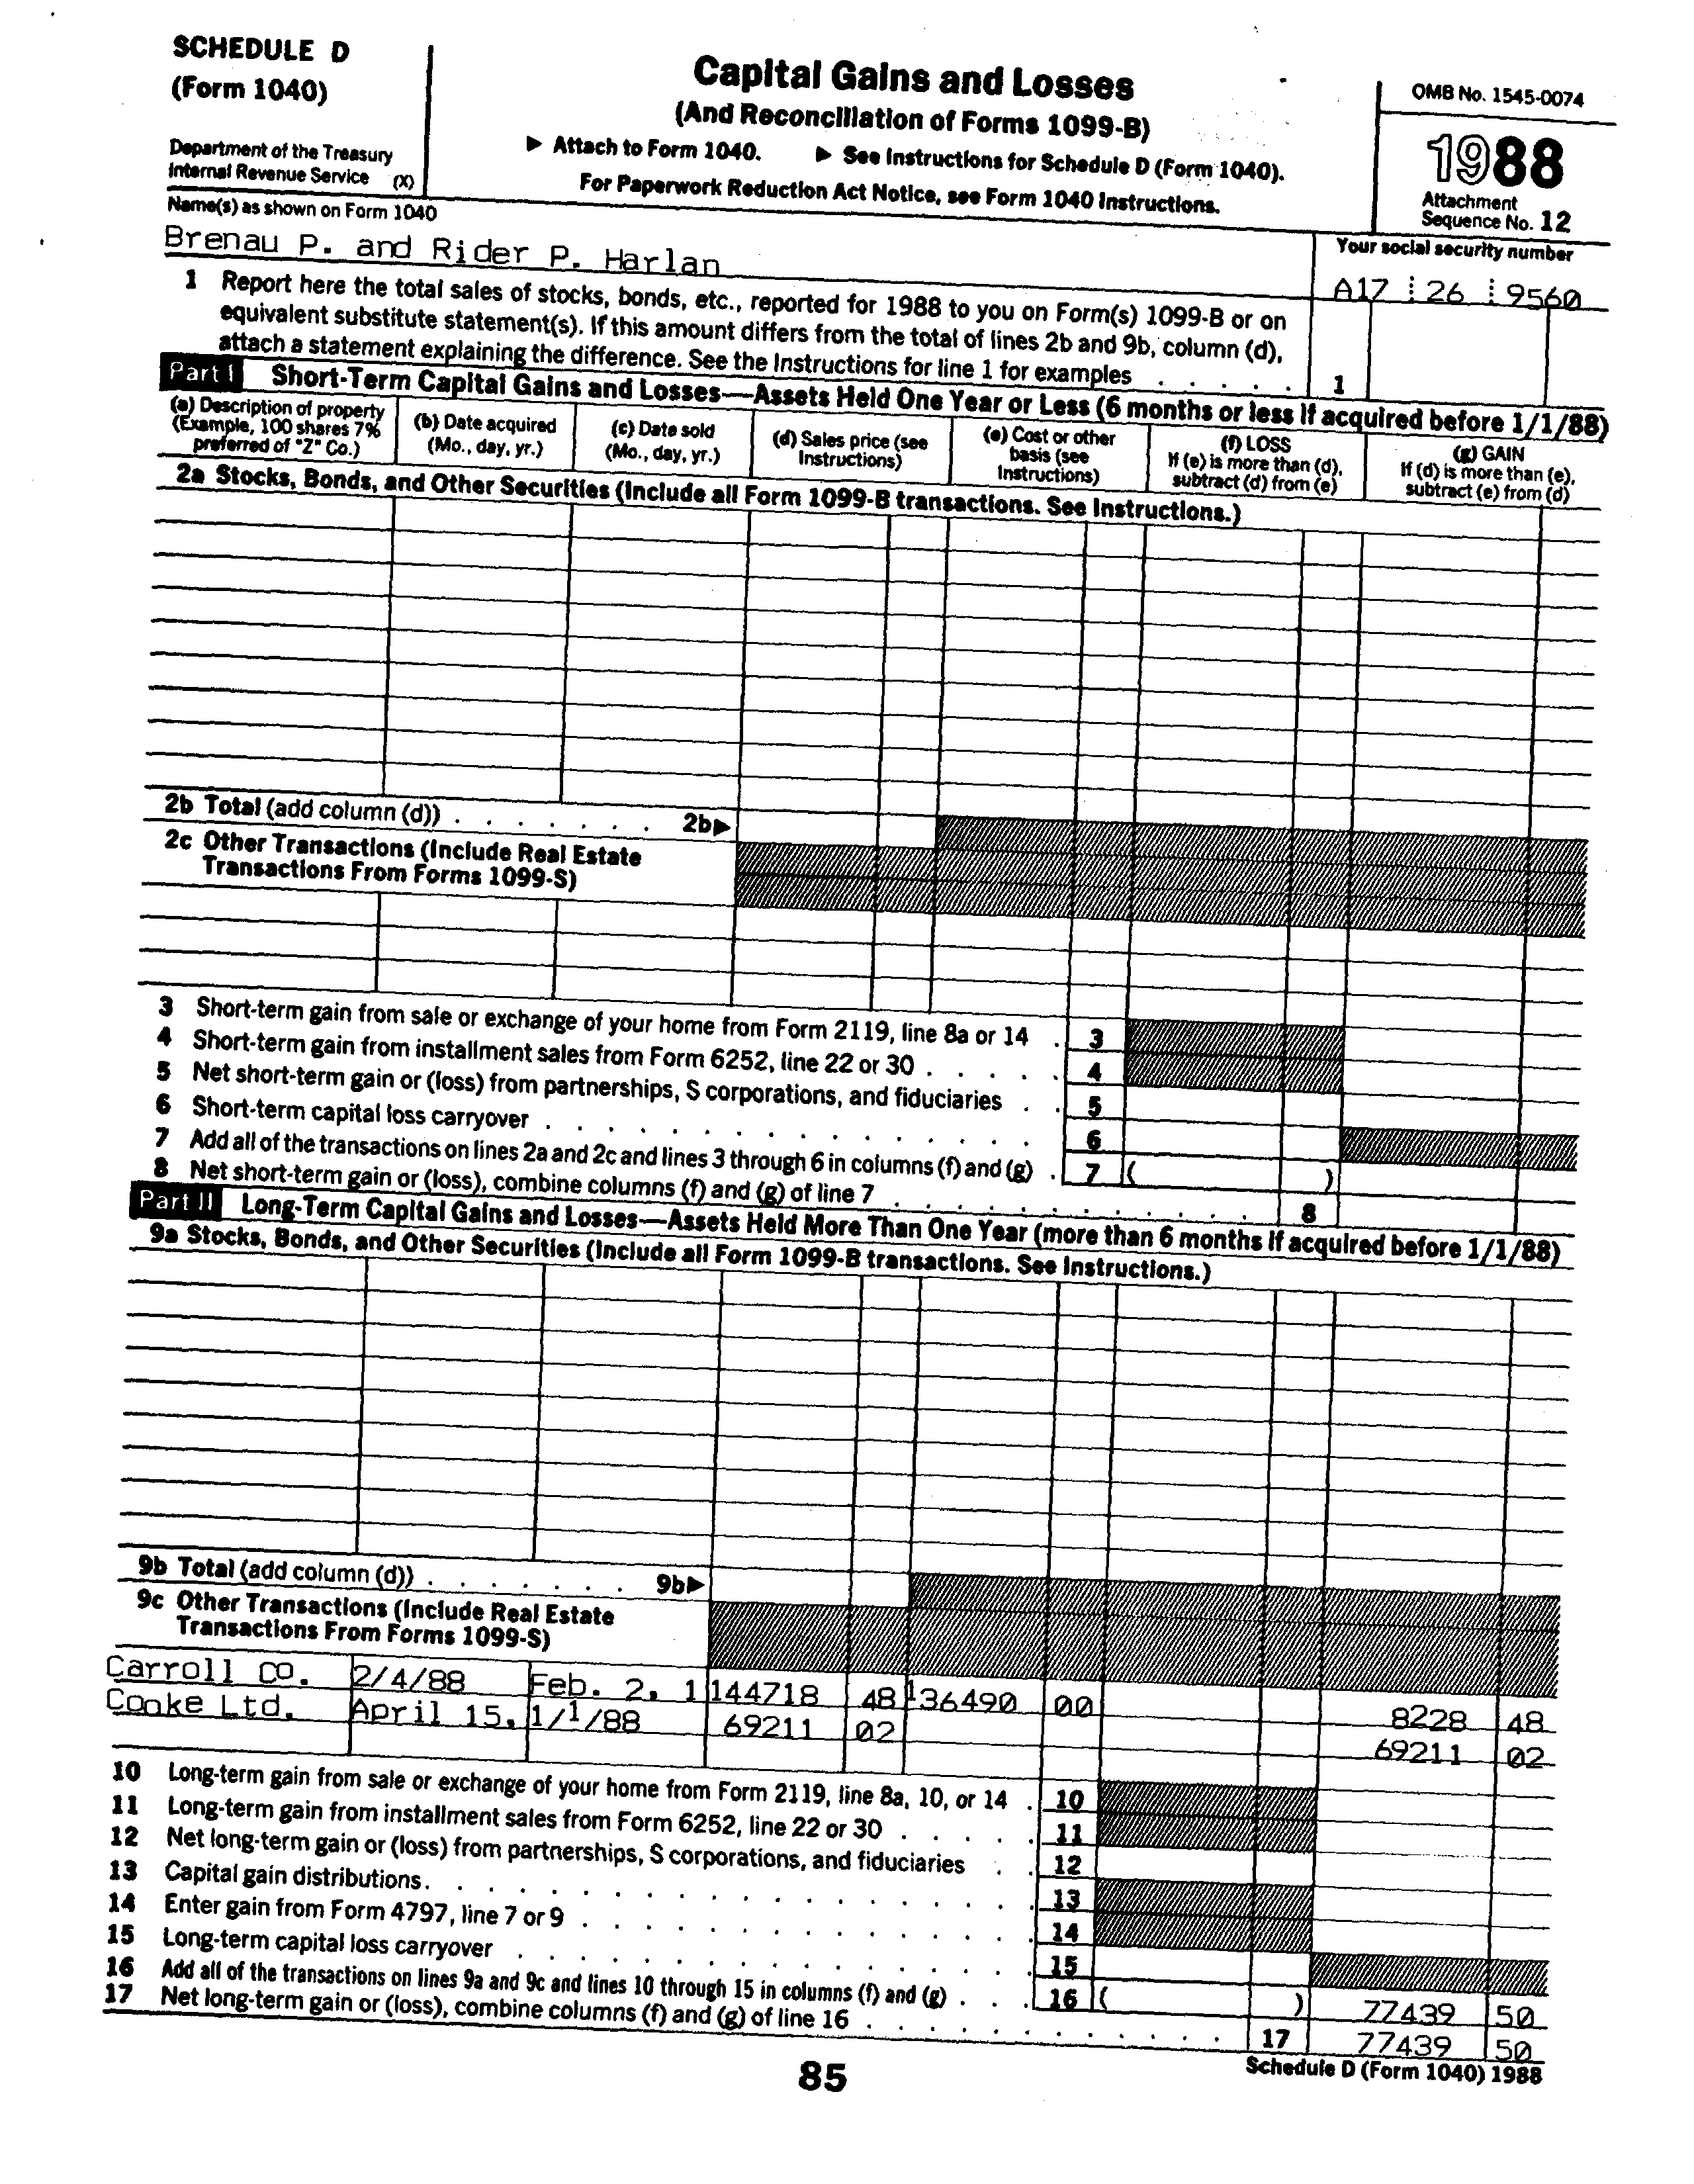 SCHEDULE D
(Form 1040)
Department of the Treasury
Internal Revenue Service (X)
Capital Gains and Losses
(And Reconciliation of Forms 1099-B)
▶ Attach to Form 1040. ▶ See Instructions for Schedule D (Form 1040).
For Paperwork Reduction Act Notice, see Form 1040 Instructions.
OMB No. 1545-0074
1988
Attachment
Sequence No. 12
Name(s) as shown on Form 1040
Your social security number
Brenau P. and Rider P. Harlan
A17 26 9560
1 Report here the total sales of stocks, bonds, etc., reported for 1988 to you on Form(s) 1099-B or on
equivalent substitute statement(s). If this amount differs from the total of lines 2b and 9b, column (d),
attach a statement explaining the difference. See the Instructions for line 1 for examples . . . . . 1
Part I Short-Term Capital Gains and Losses—Assets Held One Year or Less (6 months or less if acquired before 1/1/88)
(a) Description of property
(Example, 100 shares 7%
preferred of "Z" Co.)
(b) Date acquired
(Mo., day, yr.)
(c) Date sold
(Mo., day, yr.)
(d) Sales price (see
Instructions)
(e) Cost or other
basis (see
Instructions)
(f) LOSS
If (e) is more than (d),
subtract (d) from (e)
(g) GAIN
If (d) is more than (e),
subtract (e) from (d)
2a Stocks, Bonds, and Other Securities (Include all Form 1099-B transactions. See Instructions.)
2b Total (add column (d)) . . . . . . . 2b▶
2c Other Transactions (Include Real Estate
Transactions From Forms 1099-S)
3 Short-term gain from sale or exchange of your home from Form 2119, line 8a or 14 . 3
4 Short-term gain from installment sales from Form 6252, line 22 or 30 . . . . . 4
5 Net short-term gain or (loss) from partnerships, S corporations, and fiduciaries . . 5
6 Short-term capital loss carryover . . . . . . . . . . . . . . . . 6
7 Add all of the transactions on lines 2a and 2c and lines 3 through 6 in columns (f) and (g) . 7 ( )
8 Net short-term gain or (loss), combine columns (f) and (g) of line 7 . . . . . . . . . . . . 8
Part II Long-Term Capital Gains and Losses—Assets Held More Than One Year (more than 6 months if acquired before 1/1/88)
9a Stocks, Bonds, and Other Securities (Include all Form 1099-B transactions. See Instructions.)
9b Total (add column (d)) . . . . . . . 9b▶
9c Other Transactions (Include Real Estate
Transactions From Forms 1099-S)
Carroll co. 2/4/88 Feb. 2, 1 144718 48 136490 00 8228 48
Cooke Ltd. April 15, 1/1/88 69211 02 69211 02
10 Long-term gain from sale or exchange of your home from Form 2119, line 8a, 10, or 14 . 10
11 Long-term gain from installment sales from Form 6252, line 22 or 30 . . . . . 11
12 Net long-term gain or (loss) from partnerships, S corporations, and fiduciaries . . 12
13 Capital gain distributions . . . . . . . . . . . . . . . . . . . 13
14 Enter gain from Form 4797, line 7 or 9 . . . . . . . . . . . . . . . 14
15 Long-term capital loss carryover . . . . . . . . . . . . . . . . . 15
16 Add all of the transactions on lines 9a and 9c and lines 10 through 15 in columns (f) and (g) . . . 16 ( ) 77439 50
17 Net long-term gain or (loss), combine columns (f) and (g) of line 16 . . . . . . . . . . . . 17 77439 50
85
Schedule D (Form 1040) 1988